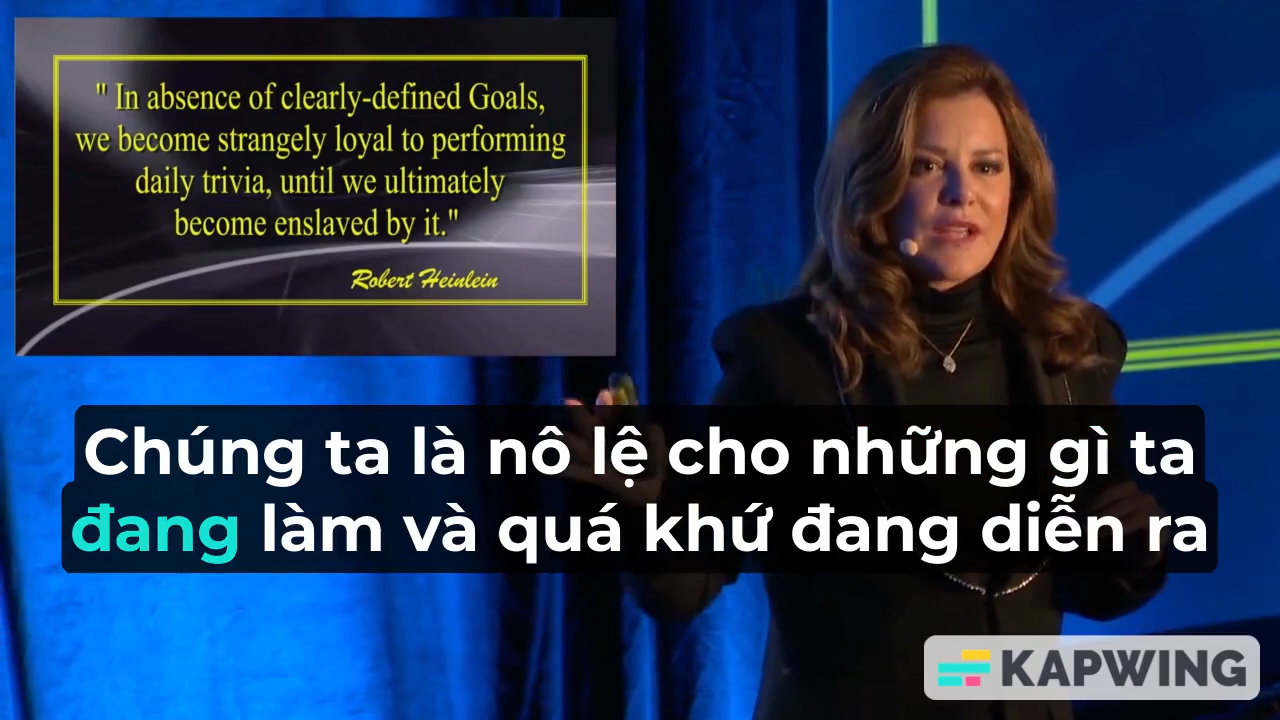 " In absence of clearly-defined Goals,
we become strangely loyal to performing
daily trivia, until we ultimately
become enslaved by it."
Robert Heinlein
Chúng ta là nô lệ cho những gì ta
đang làm và quá khứ đang diễn ra
KAPWING